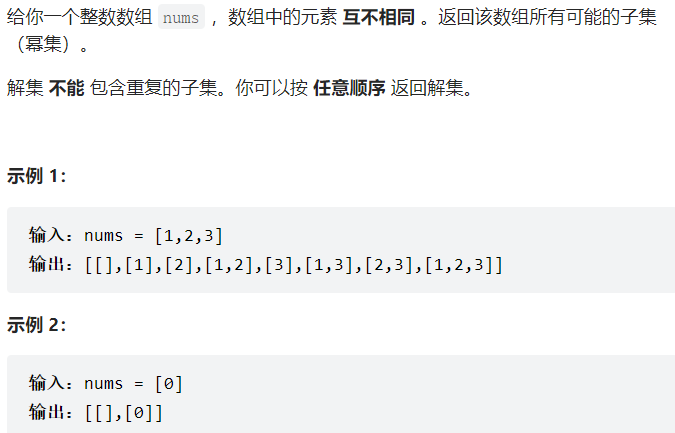 给你一个整数数组 nums ，数组中的元素 互不相同 。返回该数组所有可能的子集
（幂集）。
解集 不能 包含重复的子集。你可以按 任意顺序 返回解集。
示例 1：
输入：nums = [1,2,3]
输出：[[],[1],[2],[1,2],[3],[1,3],[2,3],[1,2,3]]
示例 2：
输入：nums = [0]
输出：[[],[0]]